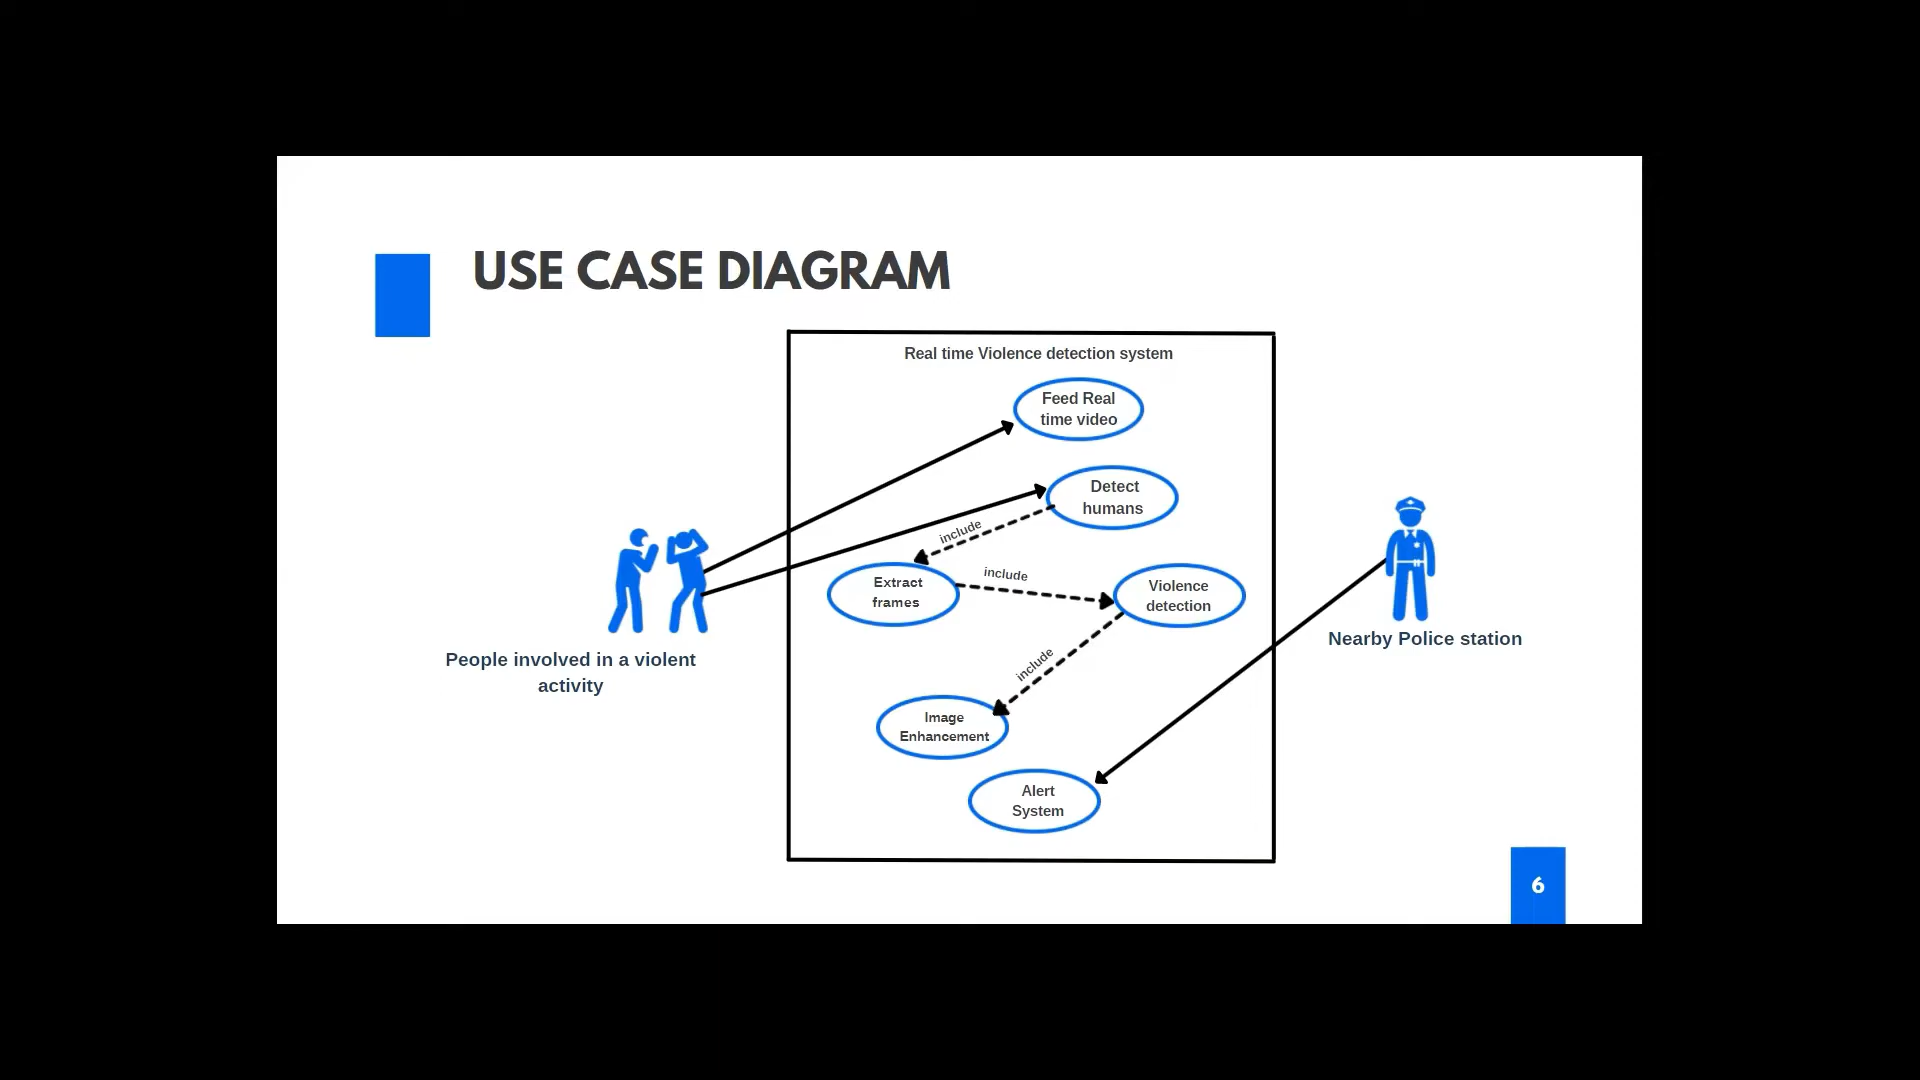 USE CASE DIAGRAM
Real time Violence detection system
Feed Real
time video
Detect
humans
include
include
Extract
frames
Violence
detection
include
Image
Enhancement
Alert
System
People involved in a violent
activity
Nearby Police station
6